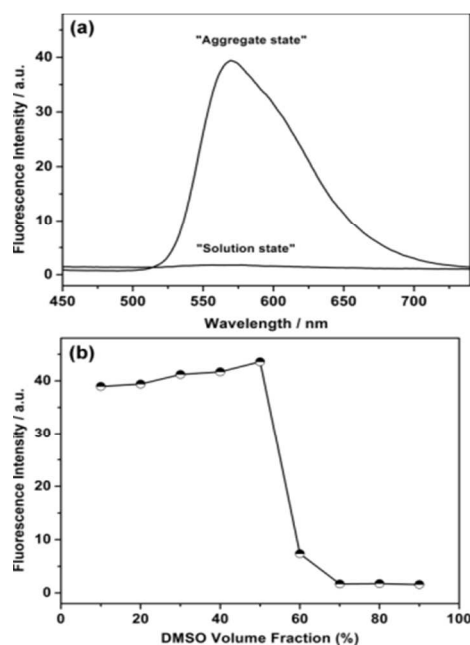 (a)
"Aggregate state"
"Solution state"
Fluorescence Intensity / a.u.
40
30
20
10
0
450 500 550 600 650 700
Wavelength / nm
(b)
Fluorescence Intensity / a.u.
40
30
20
10
0
0 20 40 60 80 100
DMSO Volume Fraction (%)